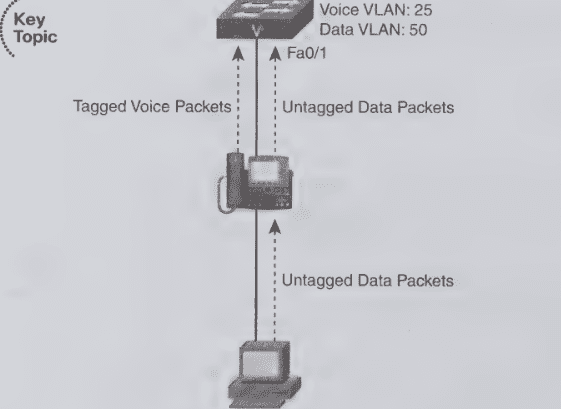 Key
Topic
Voice VLAN: 25
Data VLAN: 50
Fa0/1
Tagged Voice Packets
Untagged Data Packets
Untagged Data Packets